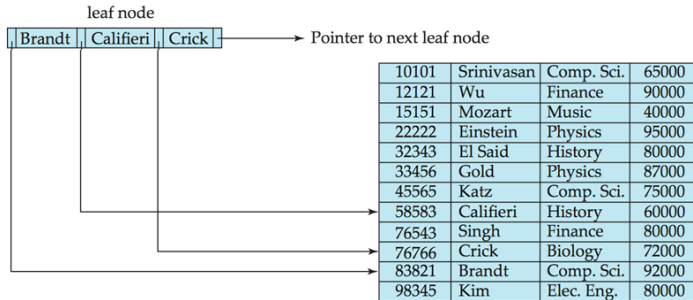 leaf node
Brandt Califieri Crick Pointer to next leaf node
10101 Srinivasan Comp. Sci. 65000
12121 Wu Finance 90000
15151 Mozart Music 40000
22222 Einstein Physics 95000
32343 El Said History 80000
33456 Gold Physics 87000
45565 Katz Comp. Sci. 75000
58583 Califieri History 60000
76543 Singh Finance 80000
76766 Crick Biology 72000
83821 Brandt Comp. Sci. 92000
98345 Kim Elec. Eng. 80000